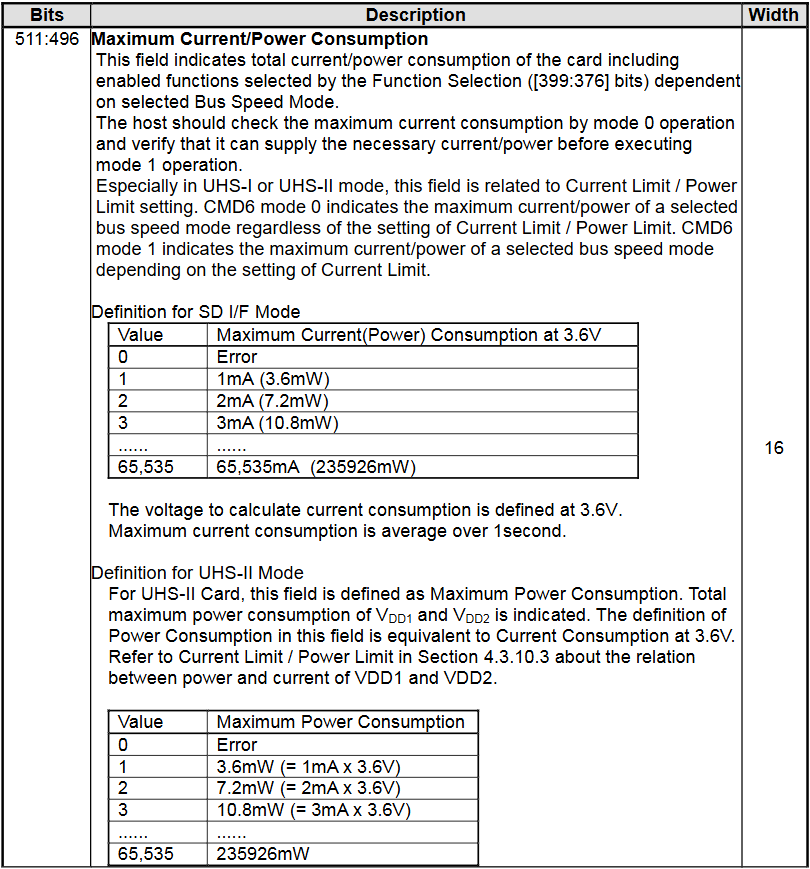 Bits Description Width
511:496 Maximum Current/Power Consumption
This field indicates total current/power consumption of the card including
enabled functions selected by the Function Selection ([399:376] bits) dependent
on selected Bus Speed Mode.
The host should check the maximum current consumption by mode 0 operation
and verify that it can supply the necessary current/power before executing
mode 1 operation.
Especially in UHS-I or UHS-II mode, this field is related to Current Limit / Power
Limit setting. CMD6 mode 0 indicates the maximum current/power of a selected
bus speed mode regardless of the setting of Current Limit / Power Limit. CMD6
mode 1 indicates the maximum current/power of a selected bus speed mode
depending on the setting of Current Limit.
Definition for SD I/F Mode
Value Maximum Current(Power) Consumption at 3.6V
0 Error
1 1mA (3.6mW)
2 2mA (7.2mW)
3 3mA (10.8mW)
...... ......
65,535 65,535mA (235926mW)
16
The voltage to calculate current consumption is defined at 3.6V.
Maximum current consumption is average over 1second.
Definition for UHS-II Mode
For UHS-II Card, this field is defined as Maximum Power Consumption. Total
maximum power consumption of VDD1 and VDD2 is indicated. The definition of
Power Consumption in this field is equivalent to Current Consumption at 3.6V.
Refer to Current Limit / Power Limit in Section 4.3.10.3 about the relation
between power and current of VDD1 and VDD2.
Value Maximum Power Consumption
0 Error
1 3.6mW (= 1mA x 3.6V)
2 7.2mW (= 2mA x 3.6V)
3 10.8mW (= 3mA x 3.6V)
...... ......
65,535 235926mW